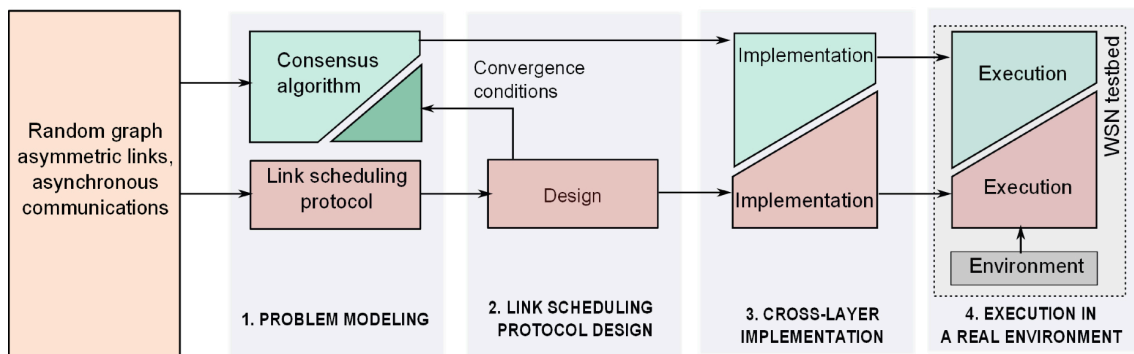 Random graph
asymmetric links,
asynchronous
communications
Consensus
algorithm
Link scheduling
protocol
1. PROBLEM MODELING
Convergence
conditions
Design
2. LINK SCHEDULING
PROTOCOL DESIGN
Implementation
Implementation
3. CROSS-LAYER
IMPLEMENTATION
Execution
Execution
WSN testbed
Environment
4. EXECUTION IN
A REAL ENVIRONMENT